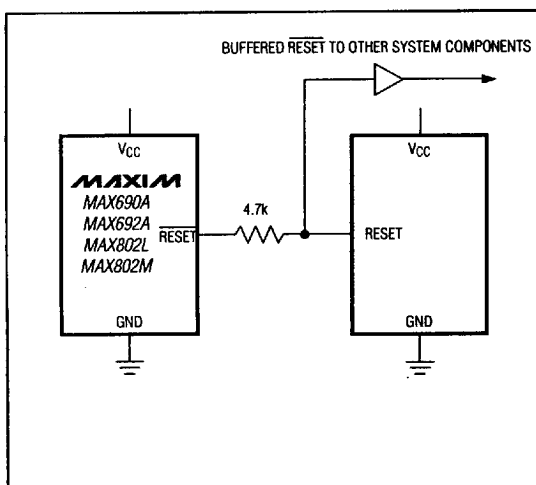 BUFFERED RESET TO OTHER SYSTEM COMPONENTS
VCC
MAXIM
MAX690A
MAX692A
MAX802L
MAX802M
RESET
GND
4.7k
VCC
RESET
GND